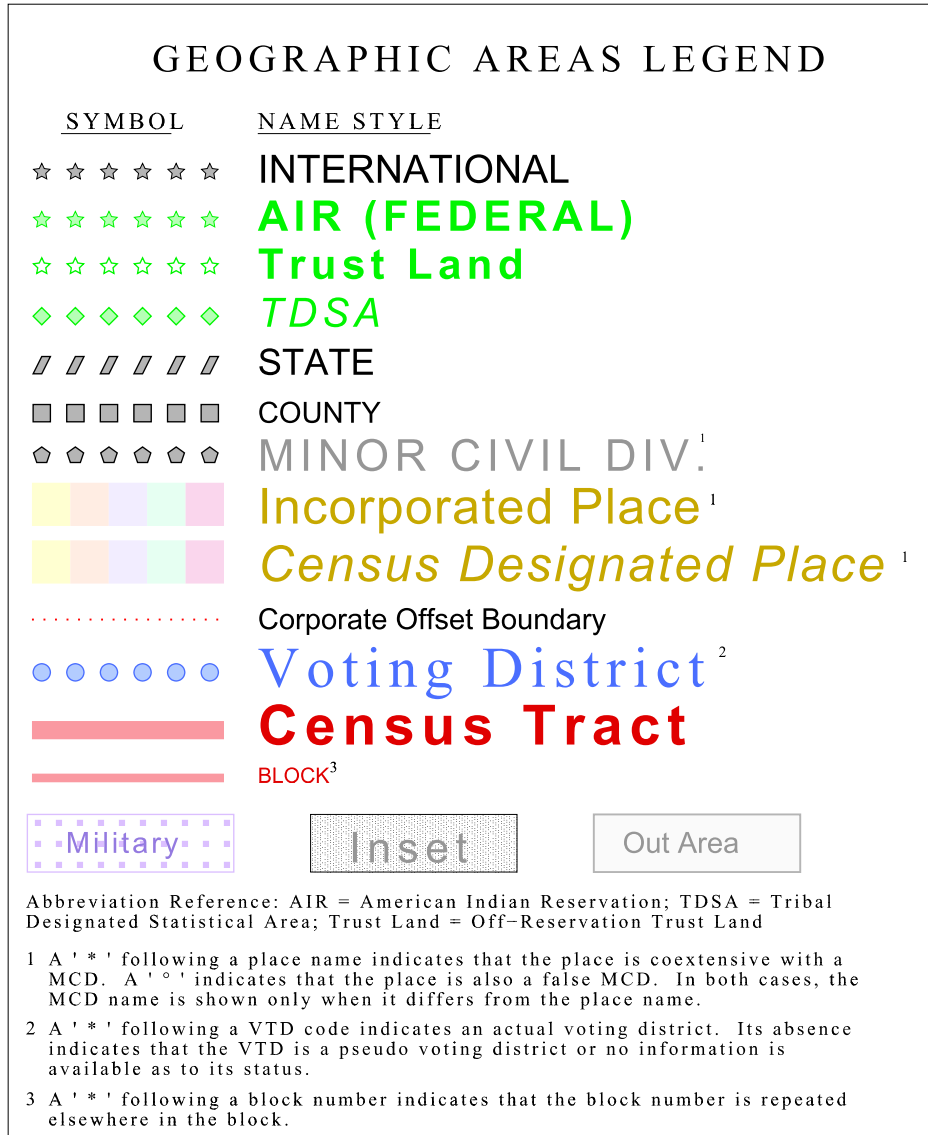 GEOGRAPHIC AREAS LEGEND
SYMBOL NAME STYLE
INTERNATIONAL
AIR (FEDERAL)
Trust Land
TDSA
STATE
COUNTY
MINOR CIVIL DIV.¹
Incorporated Place ¹
Census Designated Place ¹
Corporate Offset Boundary
Voting District ²
Census Tract
BLOCK³
Military Inset Out Area
Abbreviation Reference: AIR = American Indian Reservation; TDSA = Tribal
Designated Statistical Area; Trust Land = Off−Reservation Trust Land
1 A ' * ' following a place name indicates that the place is coextensive with a
MCD. A ' ° ' indicates that the place is also a false MCD. In both cases, the
MCD name is shown only when it differs from the place name.
2 A ' * ' following a VTD code indicates an actual voting district. Its absence
indicates that the VTD is a pseudo voting district or no information is
available as to its status.
3 A ' * ' following a block number indicates that the block number is repeated
elsewhere in the block.